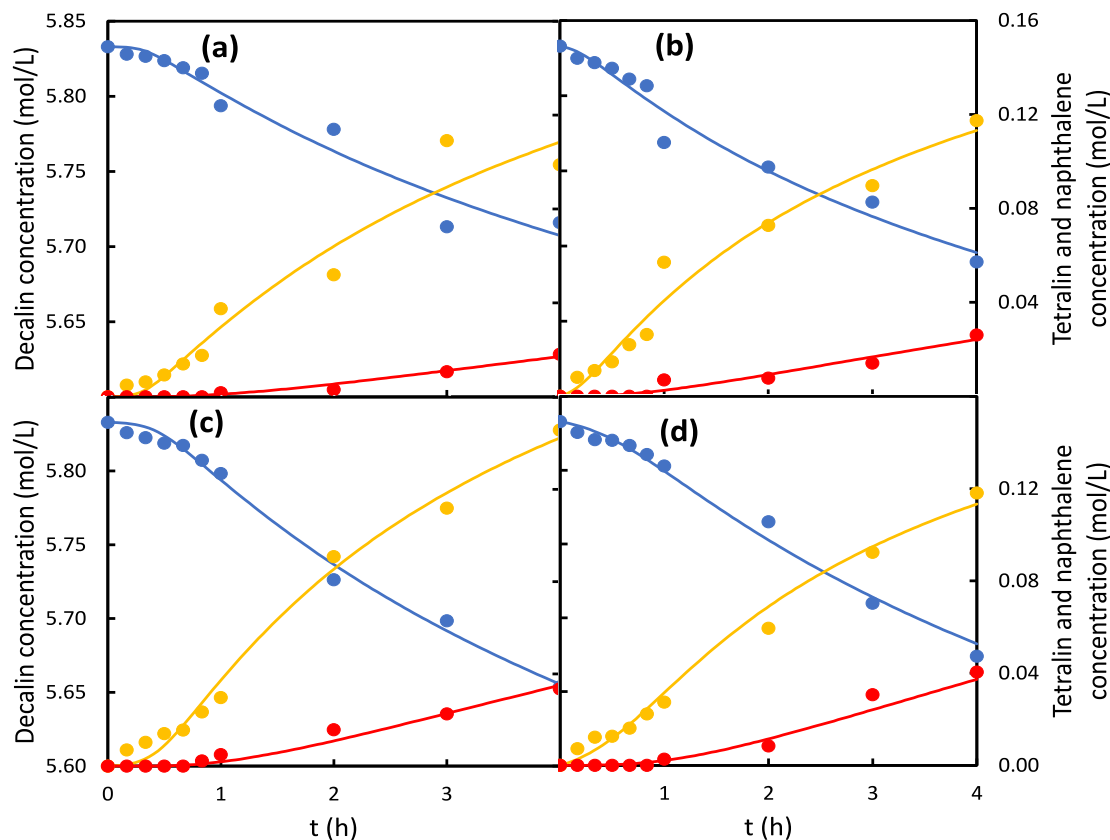 5.85
5.80
5.75
5.70
5.65
Decalin concentration (mol/L)
(a)
(b)
0.16
0.12
0.08
0.04
Tetralin and naphthalene
concentration (mol/L)
5.80
5.75
5.70
5.65
5.60
Decalin concentration (mol/L)
(c)
(d)
0.12
0.08
0.04
0.00
Tetralin and naphthalene
concentration (mol/L)
0 1 2 3
t (h)
1 2 3 4
t (h)